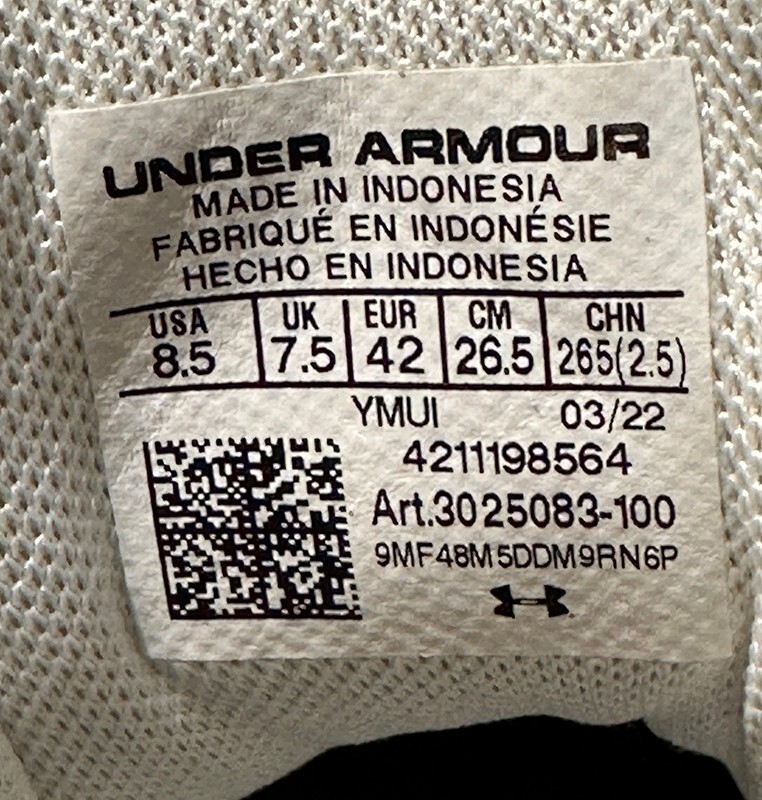 UNDER ARMOUR
MADE IN INDONESIA
FABRIQUÉ EN INDONÉSIE
HECHO EN INDONESIA
USA UK EUR CM CHN
8.5 7.5 42 26.5 265(2.5)
YMUI 03/22
4211198564
Art.3025083-100
9MF48M5DDM9RN6P